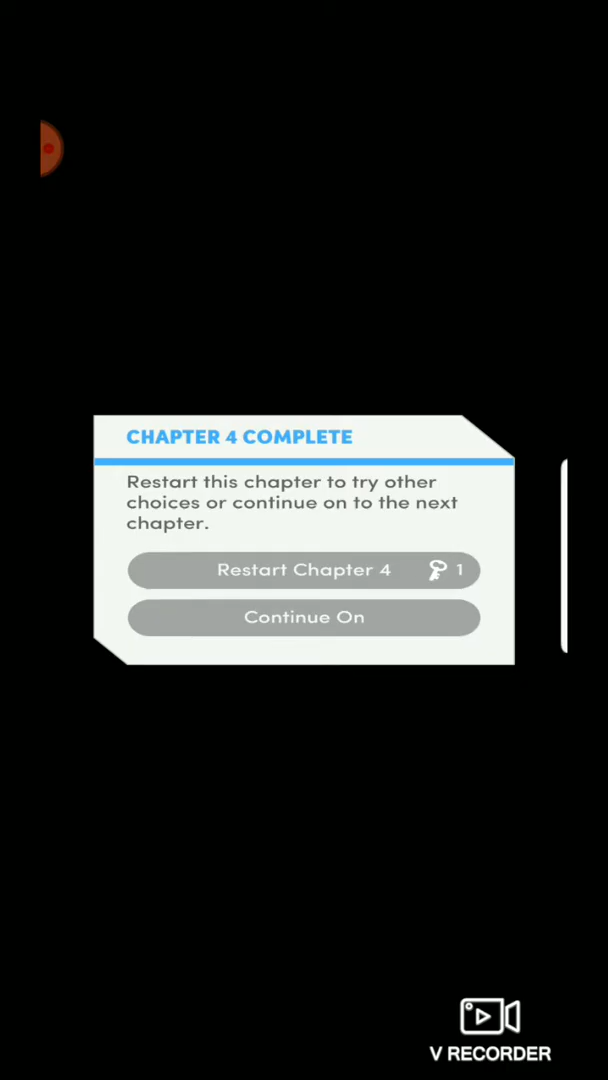 CHAPTER 4 COMPLETE
Restart this chapter to try other
choices or continue on to the next
chapter.
Restart Chapter 4 1
Continue On
V RECORDER